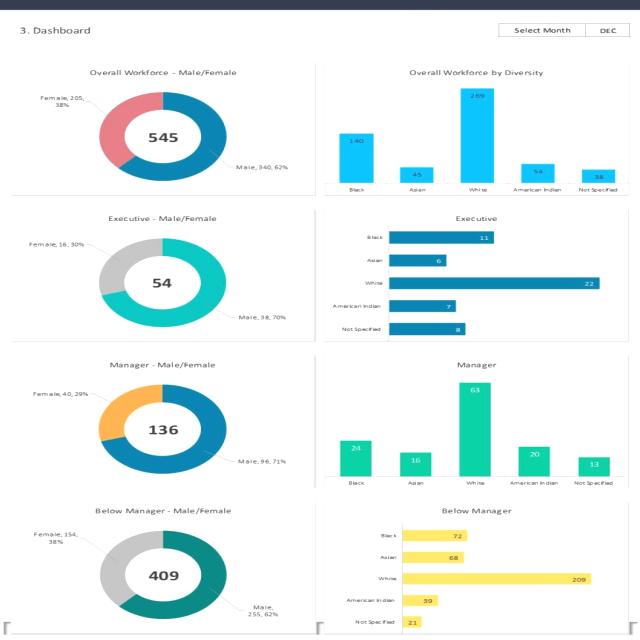 3. Dashboard
Select Month
DEC
Overall Workforce - Male/Female
Female, 205,
38%
545
Male, 340, 62%
Overall Workforce by Diversity
140
45
269
54
38
Black
Asian
White
American Indian
Not Specified
Executive - Male/Female
Female, 16, 30%
54
Male, 38, 70%
Executive
Black
11
Asian
6
White
22
American Indian
7
Not Specified
8
Manager - Male/Female
Female, 40, 29%
136
Male, 96, 71%
Manager
24
16
63
20
13
Black
Asian
White
American Indian
Not Specified
Below Manager - Male/Female
Female, 154,
38%
409
Male,
255, 62%
Below Manager
Black
72
Asian
68
White
209
American Indian
39
Not Specified
21